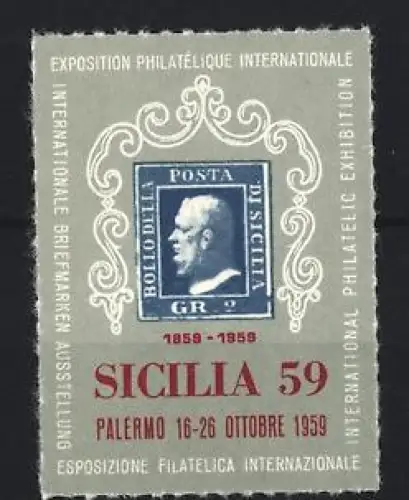 EXPOSITION PHILATÉLIQUE INTERNATIONALE
INTERNATIONALE BRIEFMARKEN AUSSTELLUNG
INTERNATIONAL PHILATELIC EXHIBITION
BOLLO DELLA
POSTA
DI SICILIA
GR. 2
1859 - 1959
SICILIA 59
PALERMO 16-26 OTTOBRE 1959
ESPOSIZIONE FILATELICA INTERNAZIONALE